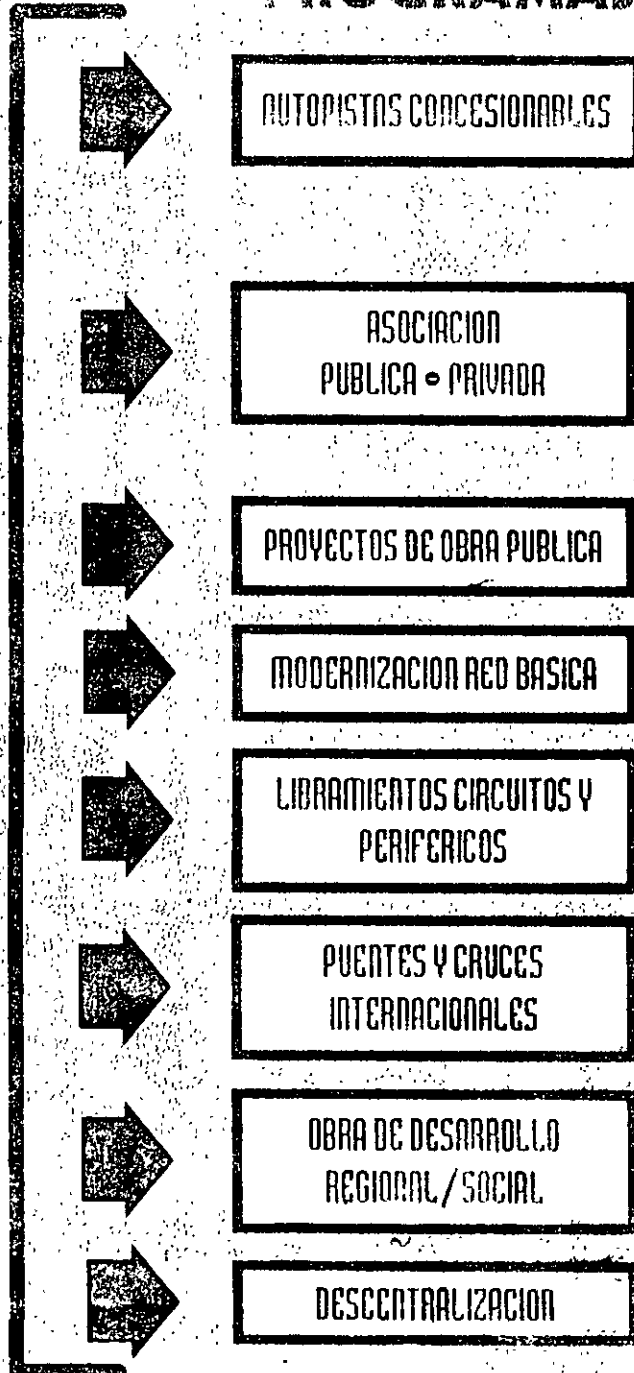 AUTOPISTAS CONCESIONABLES
ASOCIACION
PUBLICA • PRIVADA
PROYECTOS DE OBRA PUBLICA
MODERNIZACION RED BASICA
LIBRAMIENTOS CIRCUITOS Y
PERIFERICOS
PUENTES Y CRUCES
INTERNACIONALES
OBRA DE DESARROLLO
REGIONAL / SOCIAL
DESCENTRALIZACION